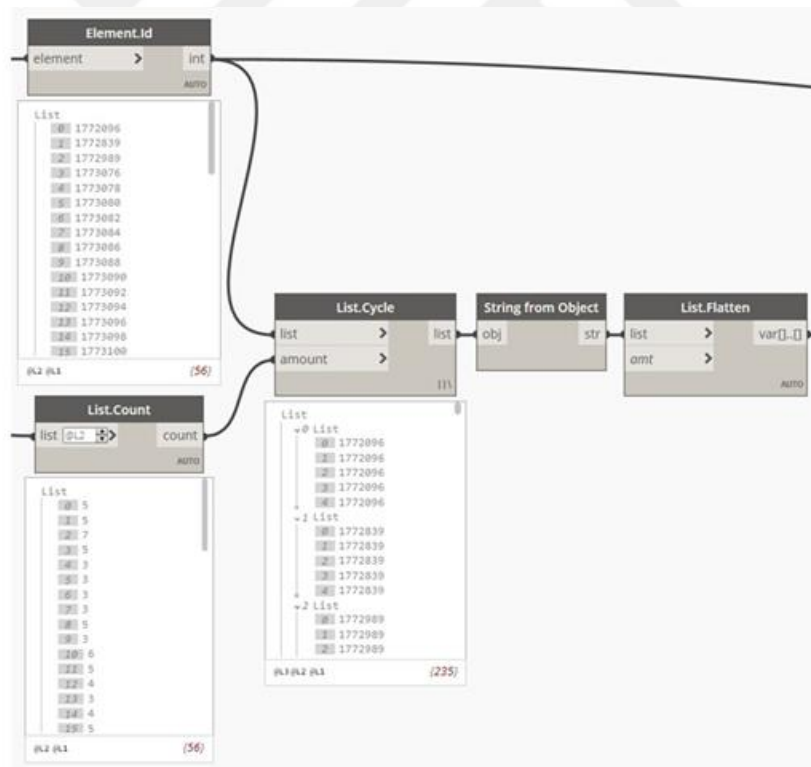 Element.Id
element > int
AUTO
List
0 1772096
1 1772839
2 1772989
3 1773076
4 1773078
5 1773080
6 1773082
7 1773084
8 1773086
9 1773088
10 1773090
11 1773092
12 1773094
13 1773096
14 1773098
15 1773100
@L2 @L1 {56}
List.Count
list @L2 > count
AUTO
List
0 5
1 5
2 7
3 5
4 3
5 3
6 3
7 3
8 5
9 3
10 6
11 5
12 4
13 3
14 4
15 5
@L2 @L1 {56}
List.Cycle
list > list
amount >
List
0 List
0 1772096
1 1772096
2 1772096
3 1772096
4 1772096
1 List
0 1772839
1 1772839
2 1772839
3 1772839
4 1772839
2 List
0 1772989
1 1772989
2 1772989
@L3 @L2 @L1 {235}
String from Object
obj str
List.Flatten
list > var[]..[]
amt >
AUTO